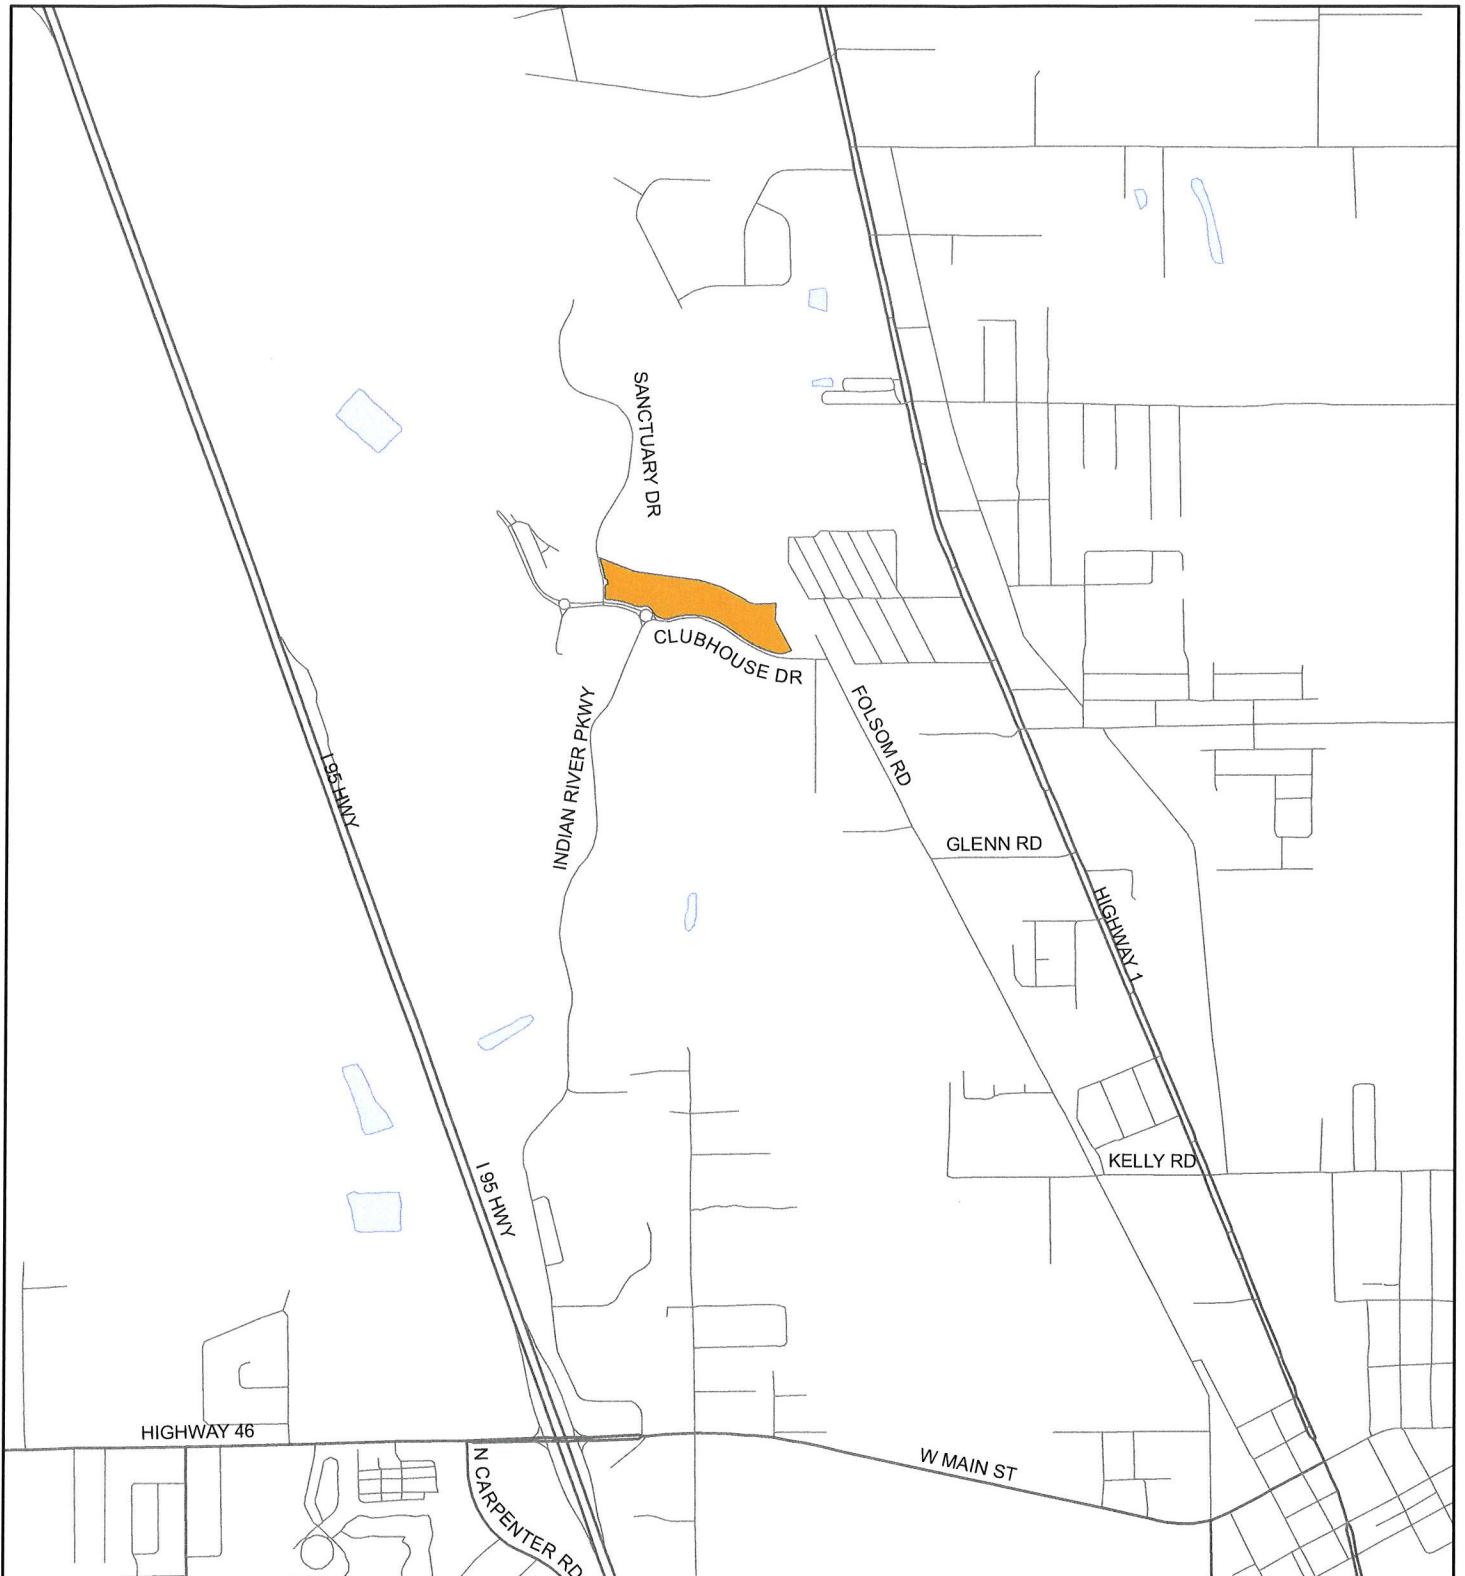 SANCTUARY DR
CLUBHOUSE DR
INDIAN RIVER PKWY
FOLSOM RD
I 95 HWY
GLENN RD
HIGHWAY 1
KELLY RD
I 95 HWY
HIGHWAY 46
W MAIN ST
N CARPENTER RD